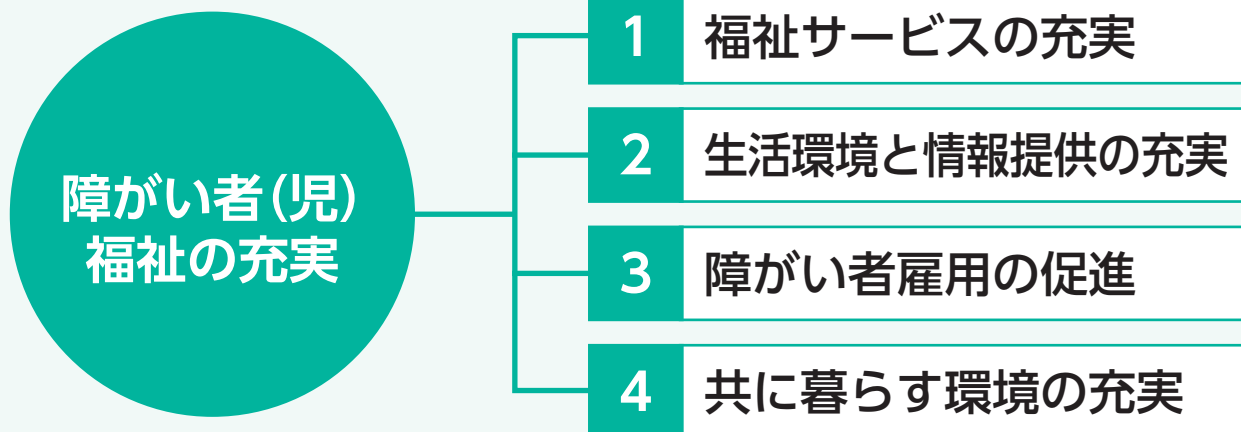 障がい者(児)
福祉の充実
1 福祉サービスの充実
2 生活環境と情報提供の充実
3 障がい者雇用の促進
4 共に暮らす環境の充実